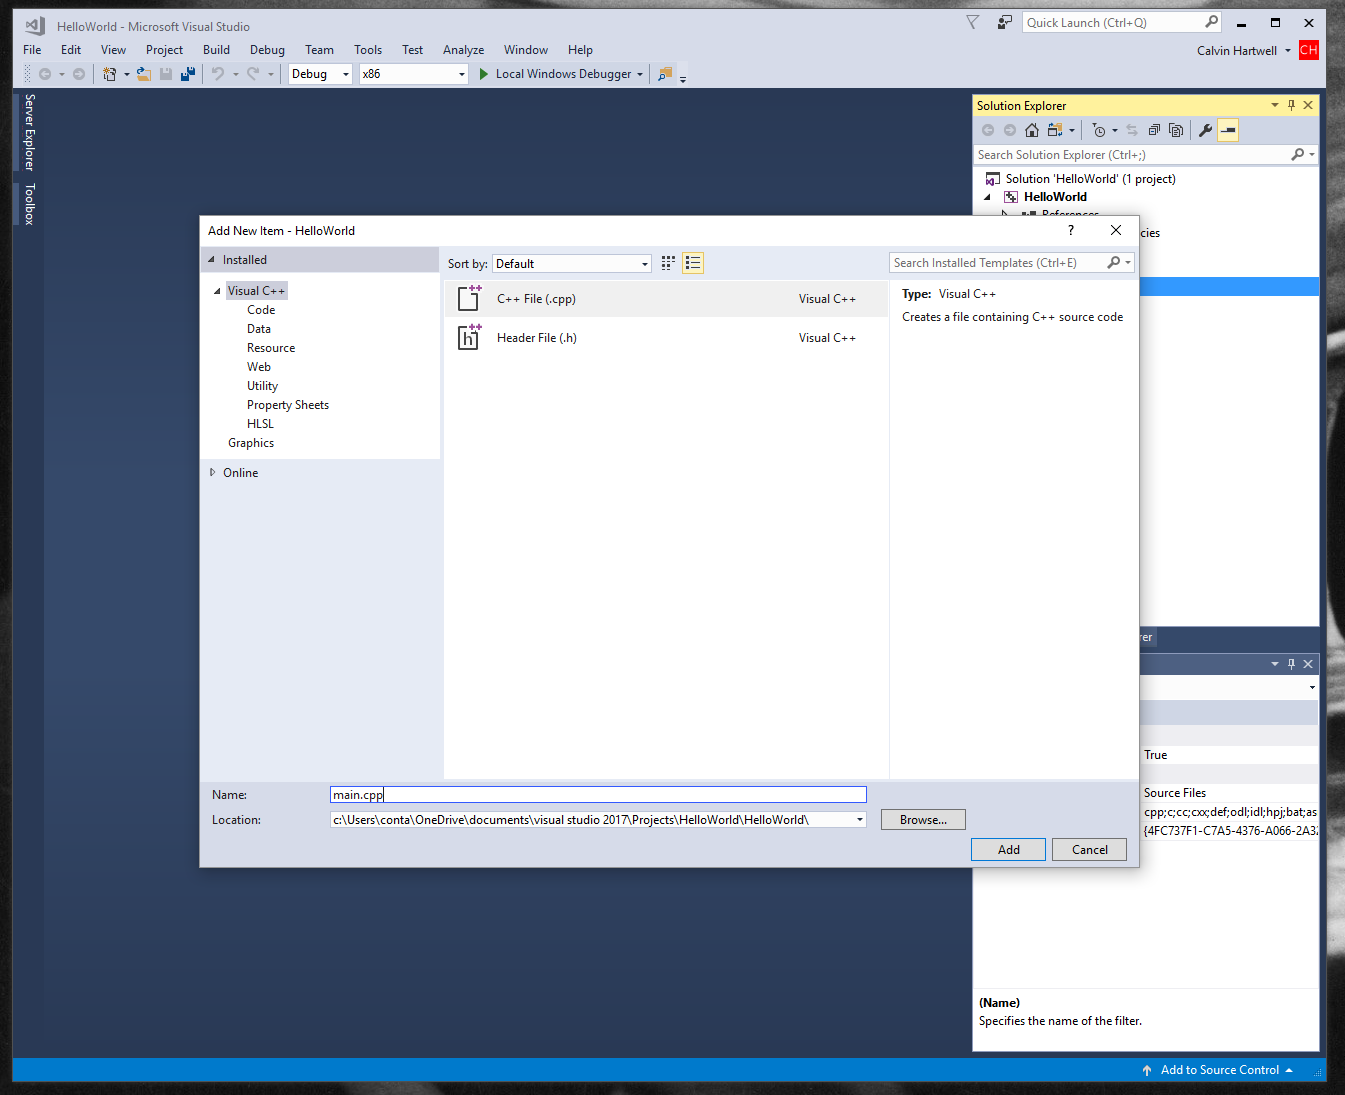 HelloWorld - Microsoft Visual Studio
Quick Launch (Ctrl+Q)
File Edit View Project Build Debug Team Tools Test Analyze Window Help
Calvin Hartwell CH
Debug x86 Local Windows Debugger
Server Explorer
Toolbox
Solution Explorer
Search Solution Explorer (Ctrl+;)
Solution 'HelloWorld' (1 project)
HelloWorld
References
cies
Add New Item - HelloWorld
?
Installed
Visual C++
Code
Data
Resource
Web
Utility
Property Sheets
HLSL
Graphics
Online
Sort by: Default
Search Installed Templates (Ctrl+E)
C++ File (.cpp) Visual C++
Header File (.h) Visual C++
Type: Visual C++
Creates a file containing C++ source code
Name: main.cpp
Location: c:\Users\conta\OneDrive\documents\visual studio 2017\Projects\HelloWorld\HelloWorld\
Browse...
Add Cancel
rer
True
Source Files
cpp;c;cc;cxx;def;odl;idl;hpj;bat;as
{4FC737F1-C7A5-4376-A066-2A32
(Name)
Specifies the name of the filter.
Add to Source Control